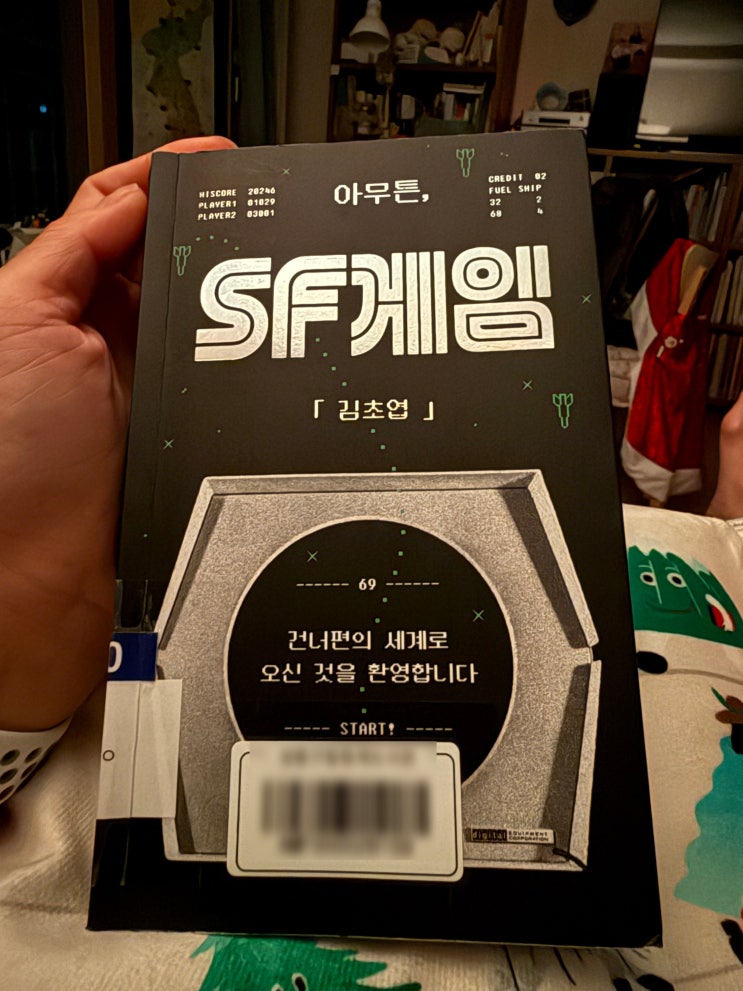 HISCORE 20246
PLAYER1 01029
PLAYER2 03001
아무튼,
CREDIT 02
FUEL SHIP
32 2
60 4
SF게임
「 김초엽 」
------ 69 ------
건너편의 세계로
오신 것을 환영합니다
----- START! -----
0
digital EQUIPMENT
CORPORATION